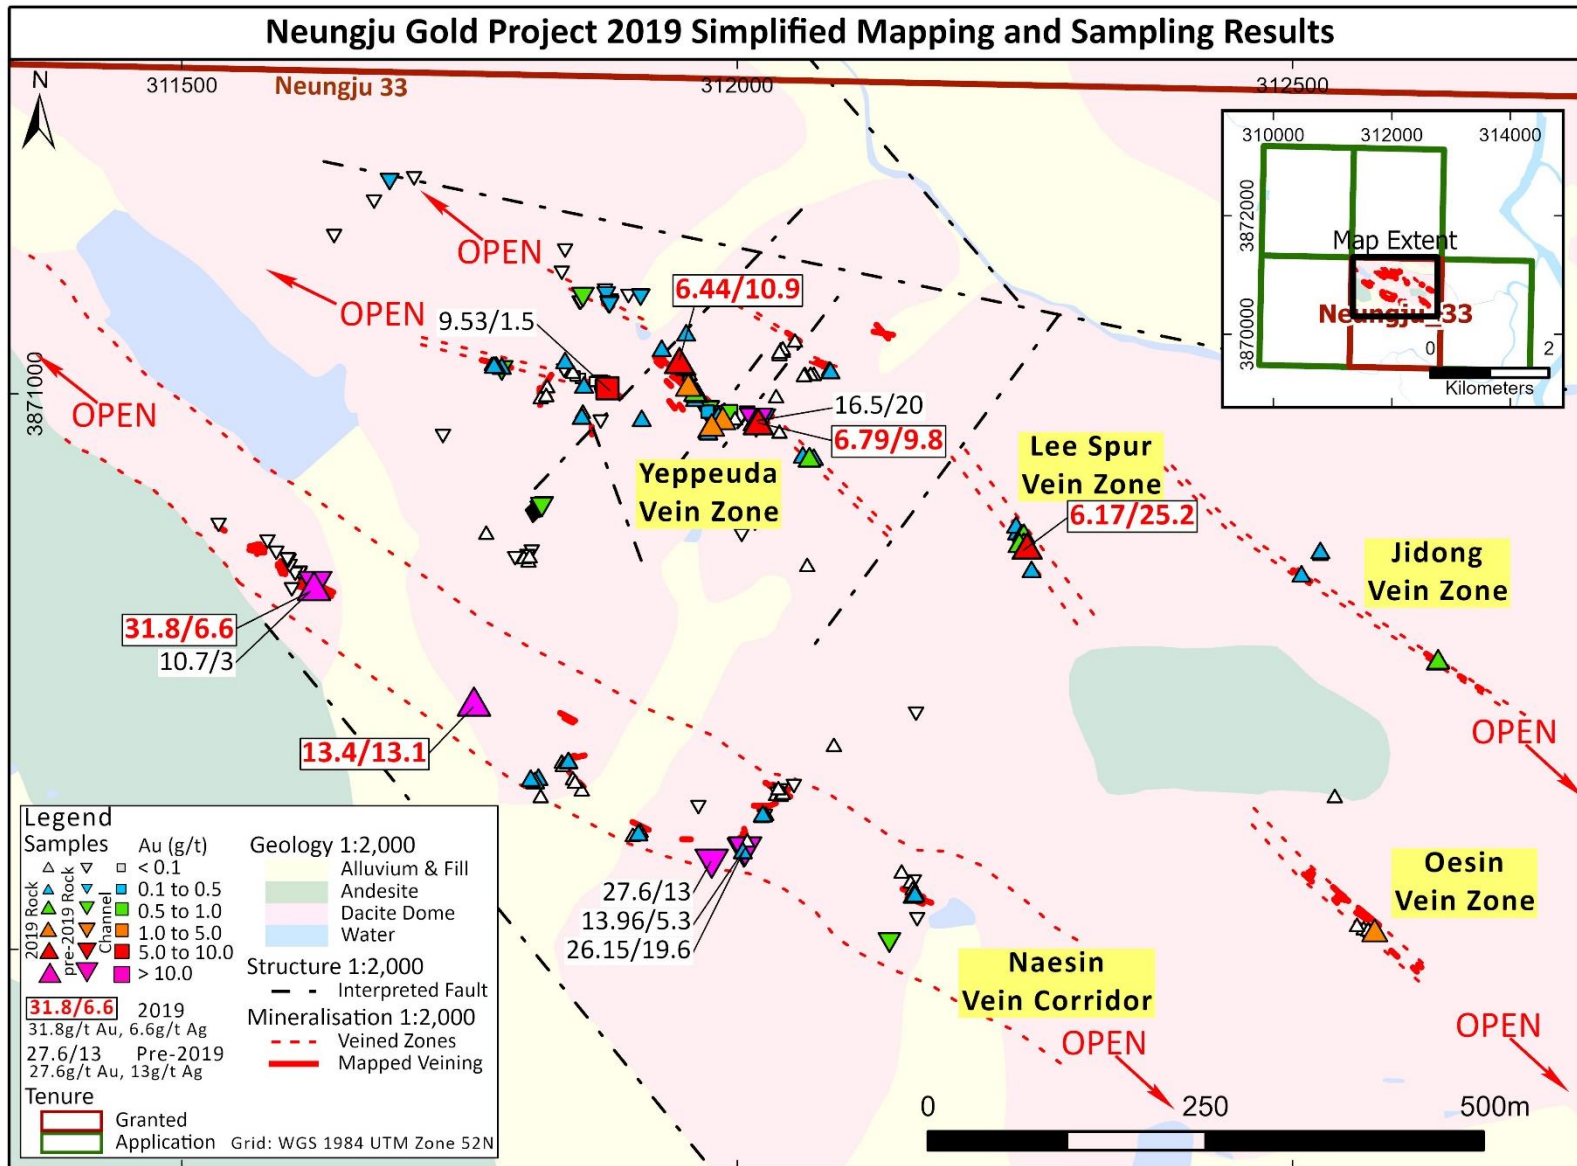 Neungju Gold Project 2019 Simplified Mapping and Sampling Results
N
311500
Neungju 33
312000
312500
3871000
310000
312000
314000
3872000
3870000
Map Extent
Neungju_33
0
2
Kilometers
OPEN
OPEN
OPEN
6.44/10.9
9.53/1.5
16.5/20
6.79/9.8
Yeppeuda
Vein Zone
Lee Spur
Vein Zone
6.17/25.2
Jidong
Vein Zone
31.8/6.6
10.7/3
13.4/13.1
OPEN
27.6/13
13.96/5.3
26.15/19.6
Oesin
Vein Zone
Naesin
Vein Corridor
OPEN
OPEN
0
250
500m
Legend
Samples
Au (g/t)
2019 Rock
pre-2019 Rock
Channel
< 0.1
0.1 to 0.5
0.5 to 1.0
1.0 to 5.0
5.0 to 10.0
> 10.0
31.8/6.6 2019
31.8g/t Au, 6.6g/t Ag
27.6/13 Pre-2019
27.6g/t Au, 13g/t Ag
Tenure
Granted
Application
Geology 1:2,000
Alluvium & Fill
Andesite
Dacite Dome
Water
Structure 1:2,000
Interpreted Fault
Mineralisation 1:2,000
Veined Zones
Mapped Veining
Grid: WGS 1984 UTM Zone 52N